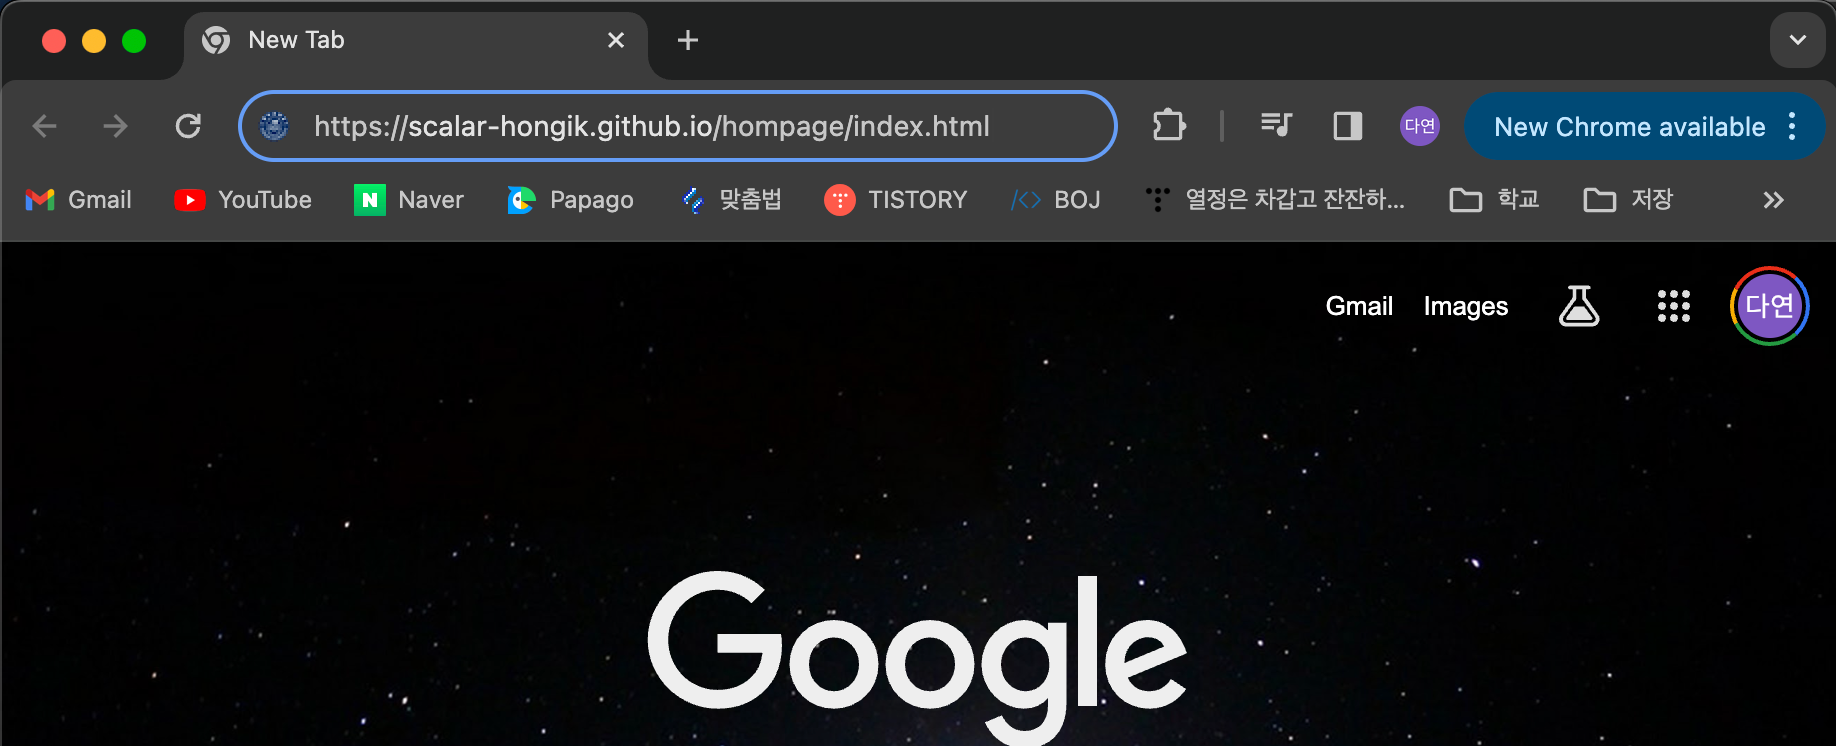 New Tab
https://scalar-hongik.github.io/hompage/index.html
다연
New Chrome available
Gmail YouTube N Naver Papago 맞춤법 TISTORY BOJ 열정은 차갑고 잔잔하... 학교 저장
Gmail Images 다연
Google